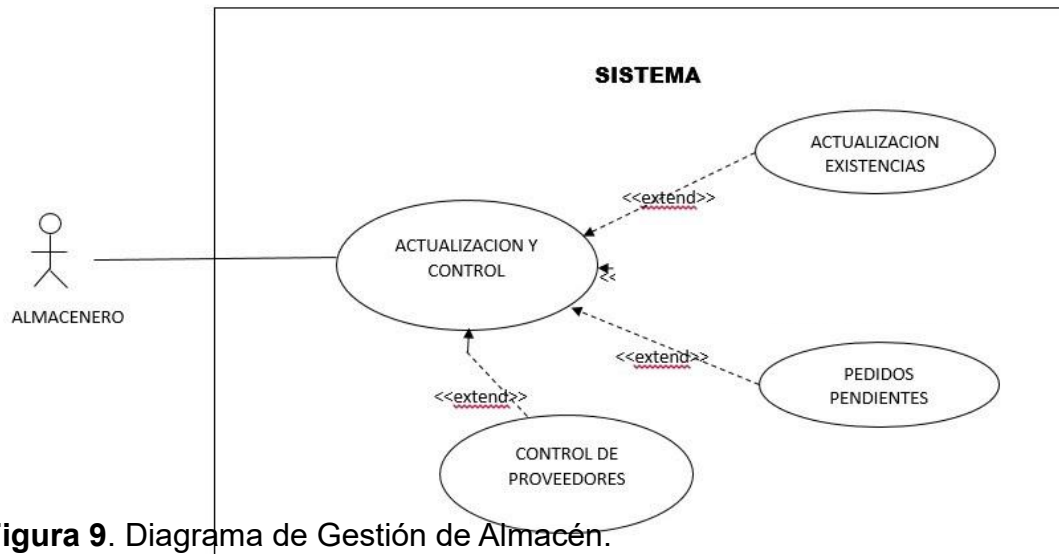 SISTEMA
ACTUALIZACION
EXISTENCIAS
<<extend>>
ACTUALIZACION Y
CONTROL
<<
ALMACENERO
<<extend>>
PEDIDOS
PENDIENTES
<<extend>>
CONTROL DE
PROVEEDORES
igura 9. Diagrama de Gestión de Almacén.